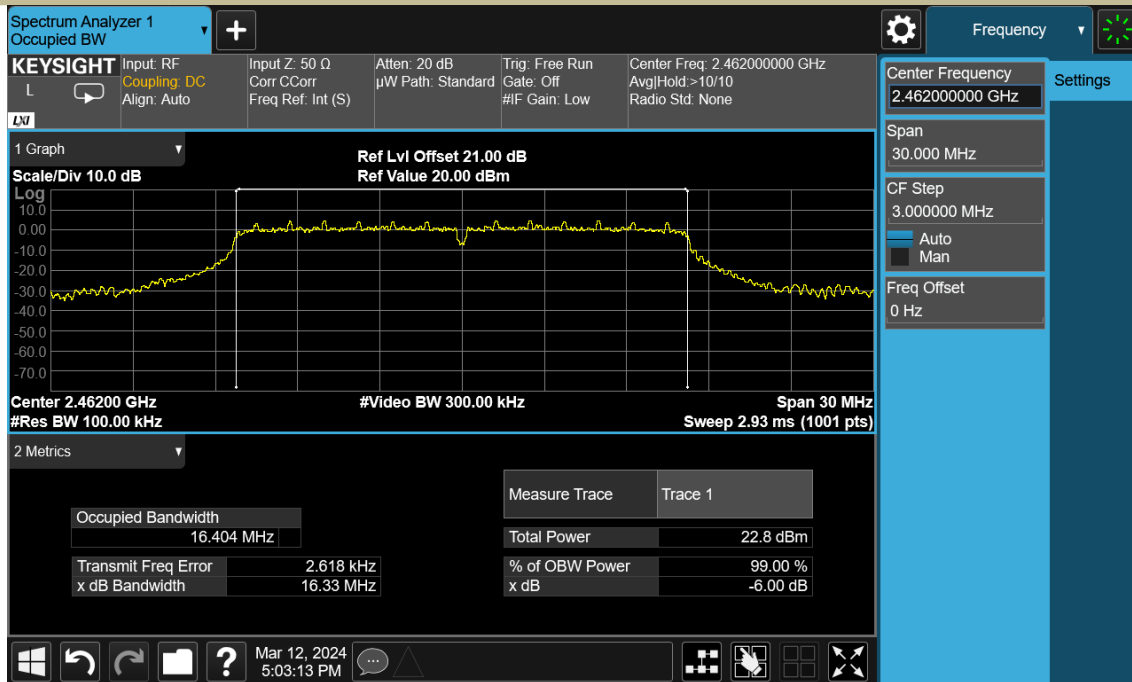 Spectrum Analyzer 1
Occupied BW
Frequency
KEYSIGHT
L
LXI
Input: RF
Coupling: DC
Align: Auto
Input Z: 50 Ω
Corr CCorr
Freq Ref: Int (S)
Atten: 20 dB
µW Path: Standard
Trig: Free Run
Gate: Off
#IF Gain: Low
Center Freq: 2.462000000 GHz
Avg|Hold:>10/10
Radio Std: None
Center Frequency
2.462000000 GHz
Settings
Span
30.000 MHz
CF Step
3.000000 MHz
Auto
Man
Freq Offset
0 Hz
1 Graph
Scale/Div 10.0 dB
Ref Lvl Offset 21.00 dB
Ref Value 20.00 dBm
Log
10.0
0.00
-10.0
-20.0
-30.0
-40.0
-50.0
-60.0
-70.0
Center 2.46200 GHz
#Res BW 100.00 kHz
#Video BW 300.00 kHz
Span 30 MHz
Sweep 2.93 ms (1001 pts)
2 Metrics
Measure Trace Trace 1
Occupied Bandwidth
16.404 MHz
Total Power 22.8 dBm
Transmit Freq Error 2.618 kHz
x dB Bandwidth 16.33 MHz
% of OBW Power 99.00 %
x dB -6.00 dB
?
Mar 12, 2024
5:03:13 PM